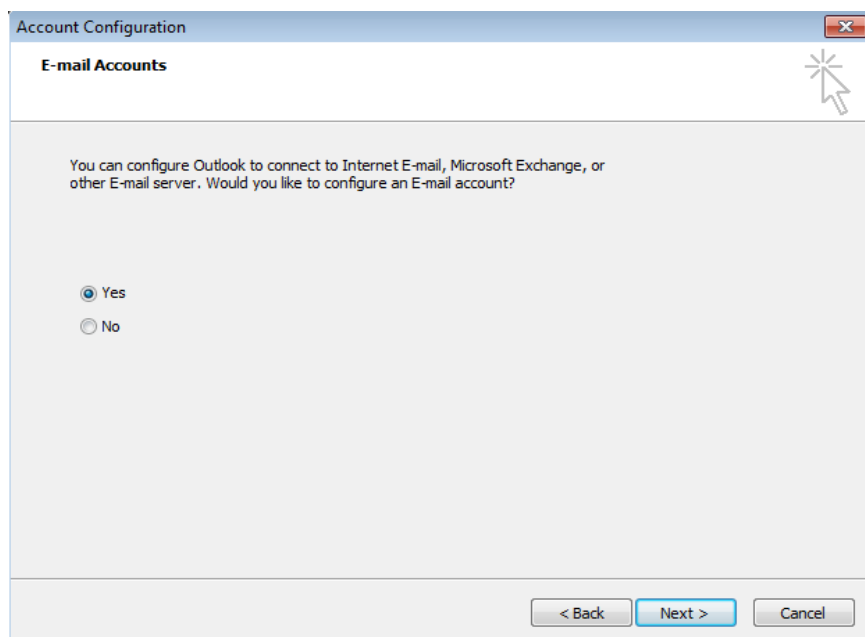 Account Configuration
E-mail Accounts
You can configure Outlook to connect to Internet E-mail, Microsoft Exchange, or
other E-mail server. Would you like to configure an E-mail account?
Yes
No
< Back Next > Cancel